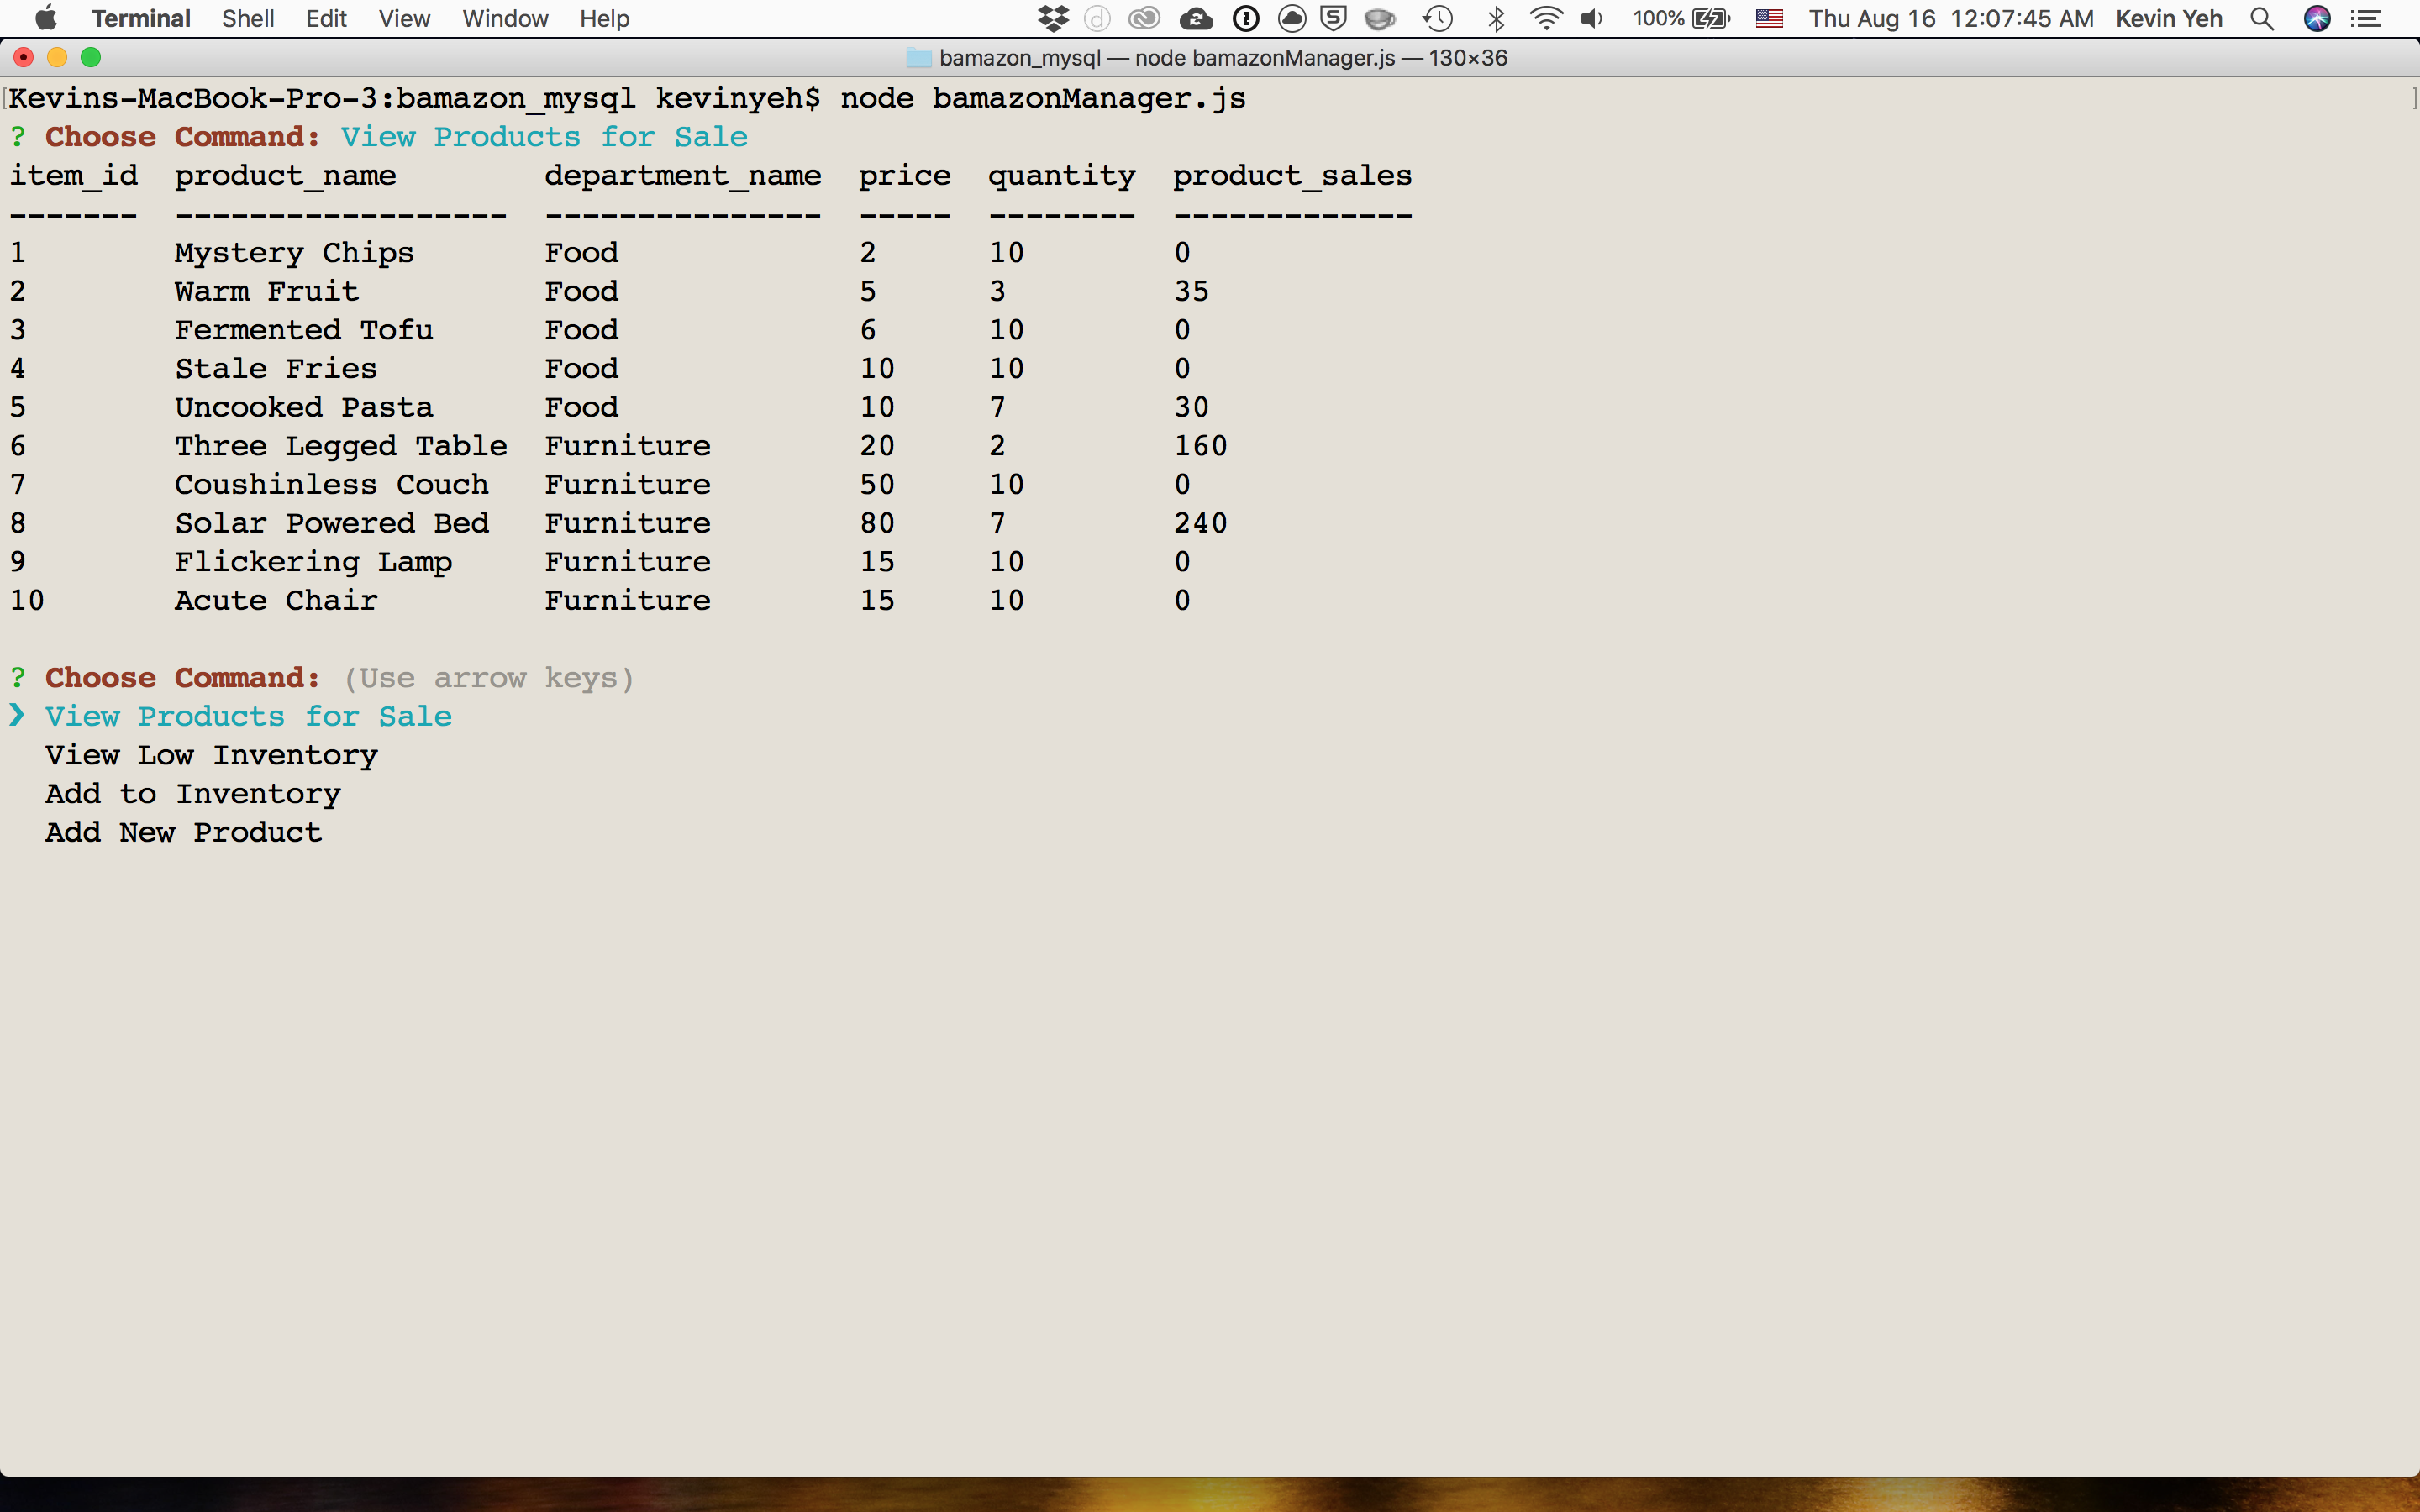 Terminal Shell Edit View Window Help 100% Thu Aug 16 12:07:45 AM Kevin Yeh
bamazon_mysql — node bamazonManager.js — 130×36
[Kevins-MacBook-Pro-3:bamazon_mysql kevinyeh$ node bamazonManager.js ]
? Choose Command: View Products for Sale
item_id  product_name        department_name  price  quantity  product_sales
-------  ------------------  ---------------  -----  --------  -------------
1        Mystery Chips       Food             2      10        0
2        Warm Fruit          Food             5      3         35
3        Fermented Tofu      Food             6      10        0
4        Stale Fries         Food             10     10        0
5        Uncooked Pasta      Food             10     7         30
6        Three Legged Table  Furniture        20     2         160
7        Coushinless Couch   Furniture        50     10        0
8        Solar Powered Bed   Furniture        80     7         240
9        Flickering Lamp     Furniture        15     10        0
10       Acute Chair         Furniture        15     10        0
? Choose Command: (Use arrow keys)
❯ View Products for Sale
View Low Inventory
Add to Inventory
Add New Product